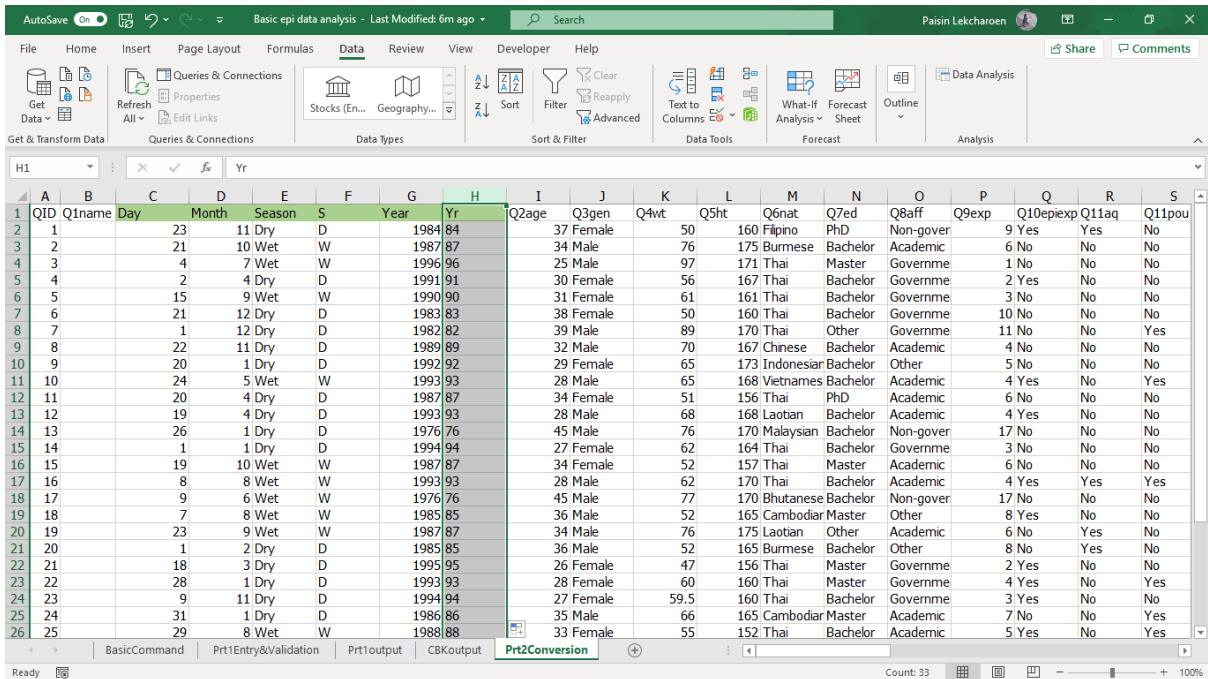 AutoSave On Basic epi data analysis - Last Modified: 6m ago Search Paisin Lekcharoen
File Home Insert Page Layout Formulas Data Review View Developer Help Share Comments
Get Data
Refresh All
Queries & Connections
Properties
Edit Links
Stocks (En... Geography...
Sort
Filter
Clear
Reapply
Advanced
Text to Columns
What-If Analysis
Forecast Sheet
Outline
Data Analysis
Get & Transform Data Queries & Connections Data Types Sort & Filter Data Tools Forecast Analysis
H1 fx Yr
A B C D E F G H I J K L M N O P Q R S
1 QID Q1name Day Month Season S Year Yr Q2age Q3gen Q4wt Q5ht Q6nat Q7ed Q8aff Q9exp Q10epiexp Q11aq Q11pou
2 1 23 11 Dry D 1984 84 37 Female 50 160 Filipino PhD Non-gover 9 Yes Yes No
3 2 21 10 Wet W 1987 87 34 Male 76 175 Burmese Bachelor Academic 6 No No No
4 3 4 7 Wet W 1996 96 25 Male 97 171 Thai Master Governme 1 No No No
5 4 2 4 Dry D 1991 91 30 Female 56 167 Thai Bachelor Governme 2 Yes No No
6 5 15 9 Wet W 1990 90 31 Female 61 161 Thai Bachelor Governme 3 No No No
7 6 21 12 Dry D 1983 83 38 Female 50 160 Thai Bachelor Governme 10 No No No
8 7 1 12 Dry D 1982 82 39 Male 89 170 Thai Other Governme 11 No No Yes
9 8 22 11 Dry D 1989 89 32 Male 70 167 Chinese Bachelor Academic 4 No No No
10 9 20 1 Dry D 1992 92 29 Female 65 173 Indonesian Bachelor Other 5 No No No
11 10 24 5 Wet W 1993 93 28 Male 65 168 Vietnames Bachelor Academic 4 Yes No Yes
12 11 20 4 Dry D 1987 87 34 Female 51 156 Thai PhD Academic 6 No No No
13 12 19 4 Dry D 1993 93 28 Male 68 168 Laotian Bachelor Academic 4 Yes No No
14 13 26 1 Dry D 1976 76 45 Male 76 170 Malaysian Bachelor Non-gover 17 No No No
15 14 1 1 Dry D 1994 94 27 Female 62 164 Thai Bachelor Governme 3 No No No
16 15 19 10 Wet W 1987 87 34 Female 52 157 Thai Master Academic 6 No No No
17 16 8 8 Wet W 1993 93 28 Male 62 170 Thai Bachelor Academic 4 Yes Yes Yes
18 17 9 6 Wet W 1976 76 45 Male 77 170 Bhutanese Bachelor Non-gover 17 No No No
19 18 7 8 Wet W 1985 85 36 Male 52 165 Cambodian Master Other 8 Yes No No
20 19 23 9 Wet W 1987 87 34 Male 76 175 Laotian Other Academic 6 No Yes No
21 20 1 2 Dry D 1985 85 36 Male 52 165 Burmese Bachelor Other 8 No Yes No
22 21 18 3 Dry D 1995 95 26 Female 47 156 Thai Master Governme 2 Yes No No
23 22 28 1 Dry D 1993 93 28 Female 60 160 Thai Master Governme 4 Yes No Yes
24 23 9 11 Dry D 1994 94 27 Female 59.5 160 Thai Bachelor Governme 3 Yes No No
25 24 31 1 Dry D 1986 86 35 Male 66 165 Cambodian Master Academic 7 No No Yes
26 25 29 8 Wet W 1988 88 33 Female 55 152 Thai Bachelor Academic 5 Yes No Yes
BasicCommand Prt1Entry&Validation Prt1output CBKoutput Prt2Conversion
Ready Count: 33 100%